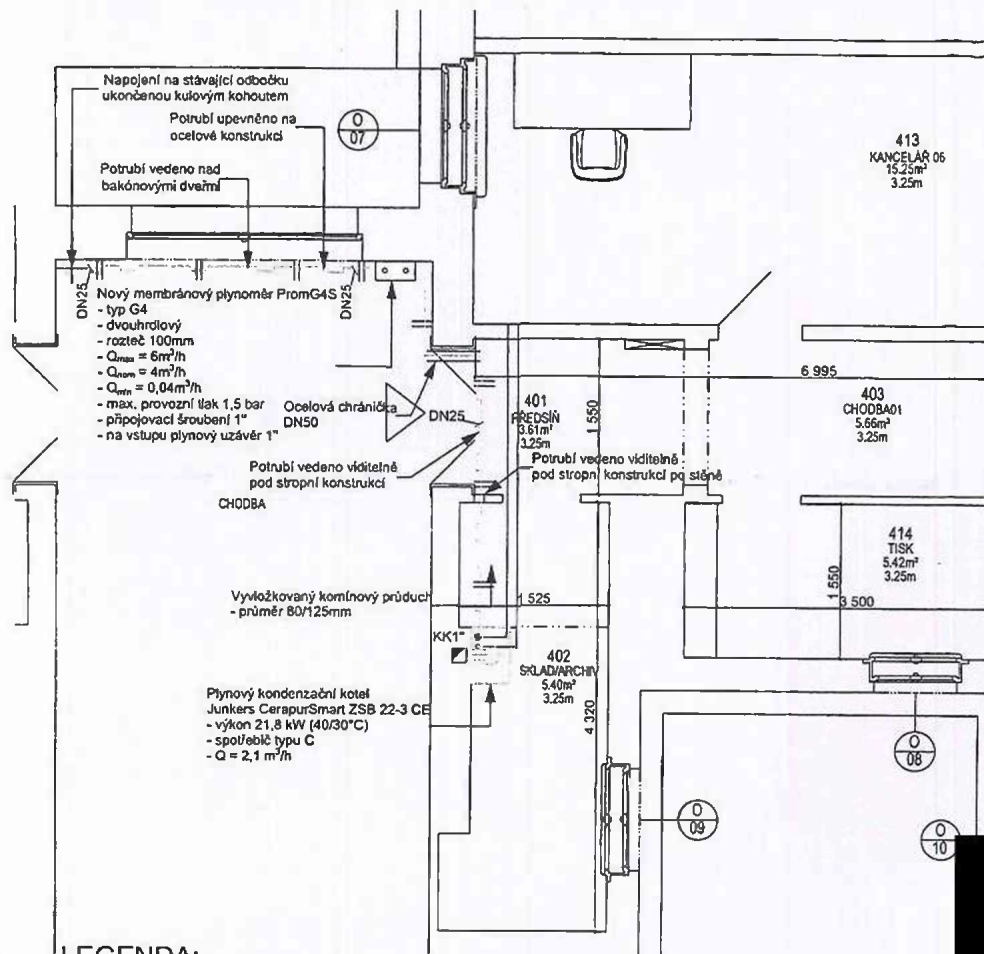 Napojení na stávající odbočku
ukončenou kulovým kohoutem
Potrubí upevněno na
ocelové konstrukci
O
07
Potrubí vedeno nad
bakónovými dveřmi
413
KANCELÁŘ 06
15.25m²
3.25m
DN25
DN25
Nový membránový plynoměr PremG4S
- typ G4
- dvouhrdlový
- rozteč 100mm
- Qmax = 6m³/h
- Qnom = 4m³/h
- Qmin = 0,04m³/h
- max. provozní tlak 1,5 bar
- připojovací šroubení 1"
- na vstupu plynový uzávěr 1"
Ocelová chránička
DN50
DN25
401
PŘEDSÍŇ
3.61m²
3.25m
1 550
6 995
403
CHODBA01
5.66m²
3.25m
Potrubí vedeno viditelně
pod stropní konstrukcí
Potrubí vedeno viditelně
pod stropní konstrukcí po stěně
CHODBA
414
TISK
5.42m²
3.25m
1 550
3 500
Vyvložkovaný komínový průduch
- průměr 80/125mm
1 525
KK1"
402
SKLAD/ARCHIV
5.40m²
3.25m
4 320
Plynový kondenzační kotel
Junkers CerapurSmart ZSB 22-3 CE
- výkon 21,8 kW (40/30°C)
- spotřebič typu C
- Q = 2,1 m³/h
O
08
O
09
O
10
LEGENDA: